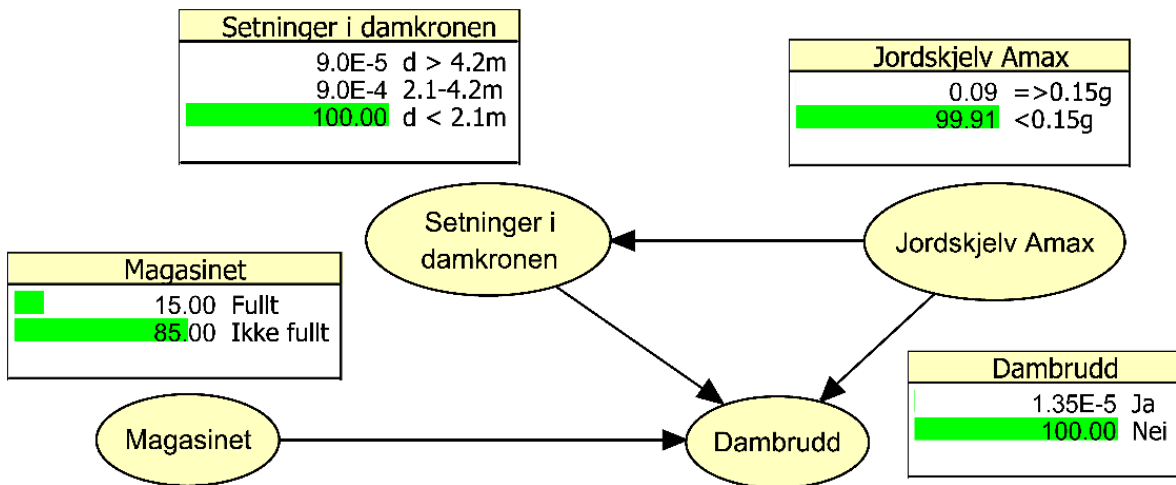 Setninger i damkronen
9.0E-5 d > 4.2m
9.0E-4 2.1-4.2m
100.00 d < 2.1m
Jordskjelv Amax
0.09 =>0.15g
99.91 <0.15g
Setninger i
damkronen
Jordskjelv Amax
Magasinet
15.00 Fullt
85.00 Ikke fullt
Dambrudd
1.35E-5 Ja
100.00 Nei
Magasinet
Dambrudd